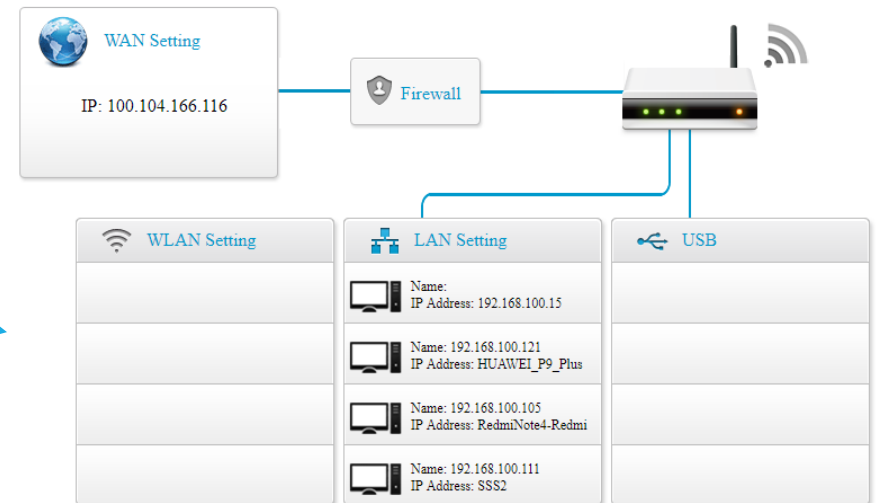 WAN Setting
IP: 100.104.166.116
Firewall
WLAN Setting
LAN Setting
Name:
IP Address: 192.168.100.15
Name: 192.168.100.121
IP Address: HUAWEI_P9_Plus
Name: 192.168.100.105
IP Address: RedmiNote4-Redmi
Name: 192.168.100.111
IP Address: SSS2
USB